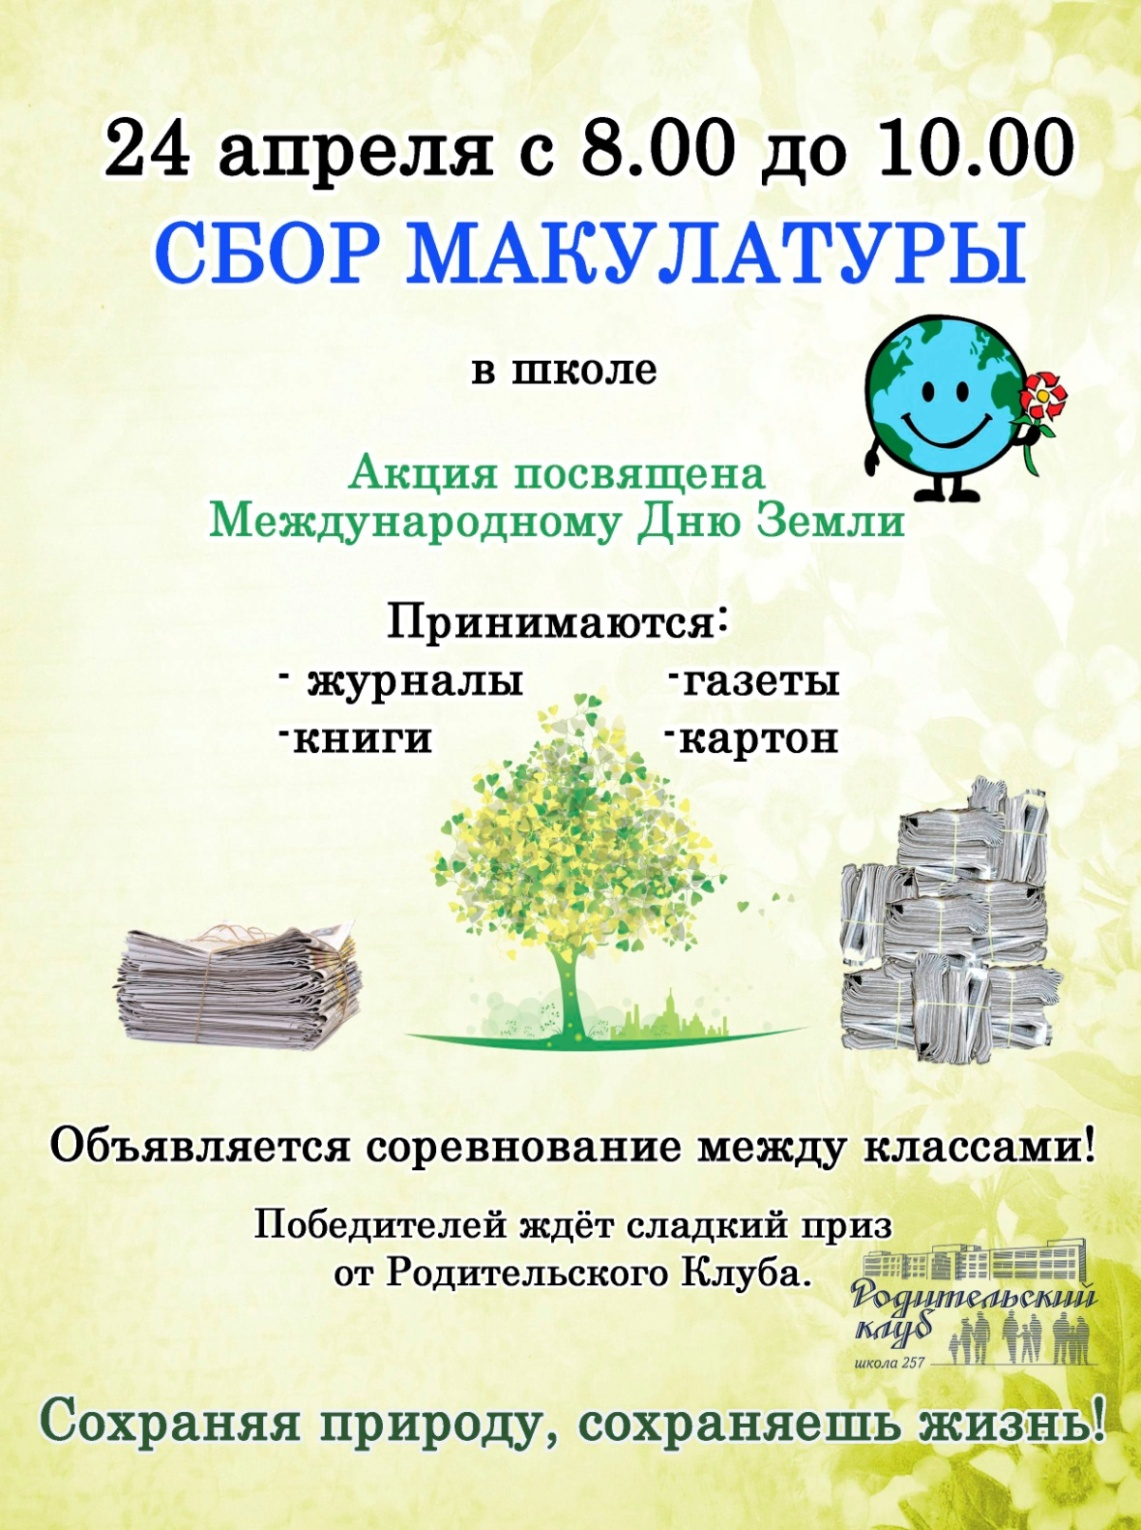 24 апреля с 8.00 до 10.00
СБОР МАКУЛАТУРЫ
в школе
Акция посвящена
Международному Дню Земли
Принимаются:
- журналы -газеты
-книги -картон
Объявляется соревнование между классами!
Победителей ждёт сладкий приз
от Родительского Клуба.
Родительский
клуб
школа 257
Сохраняя природу, сохраняешь жизнь!